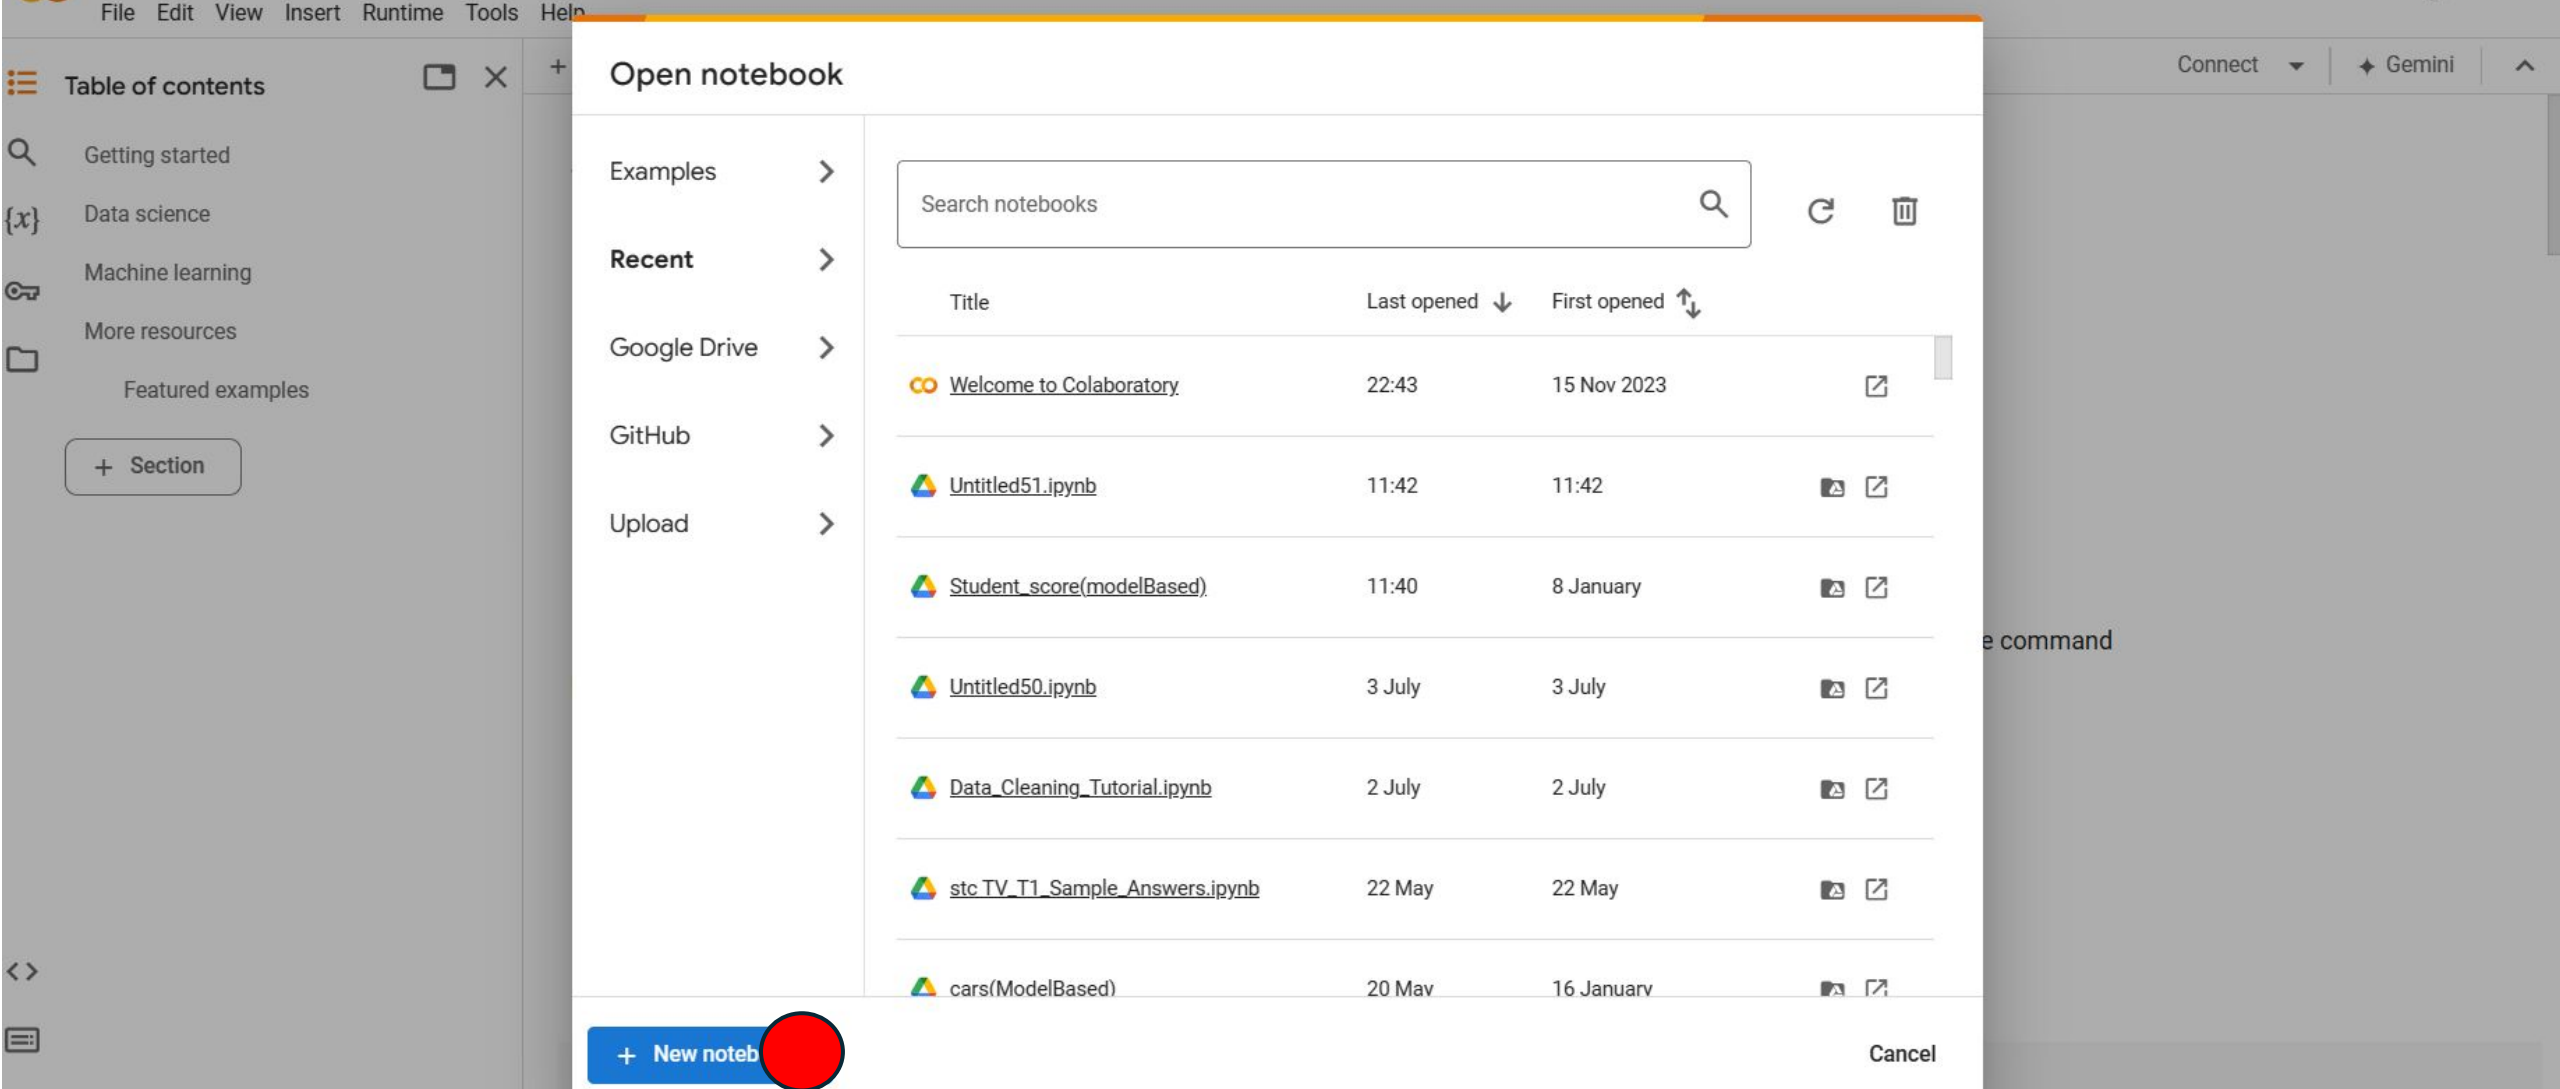 File Edit View Insert Runtime Tools Help
Table of contents
Getting started
Data science
Machine learning
More resources
Featured examples
+ Section
{x}
Open notebook
Examples
Recent
Google Drive
GitHub
Upload
Search notebooks
Title Last opened First opened
Welcome to Colaboratory 22:43 15 Nov 2023
Untitled51.ipynb 11:42 11:42
Student_score(modelBased) 11:40 8 January
Untitled50.ipynb 3 July 3 July
Data_Cleaning_Tutorial.ipynb 2 July 2 July
stc TV_T1_Sample_Answers.ipynb 22 May 22 May
cars(ModelBased) 20 May 16 January
+ New noteb
Cancel
Connect Gemini
e command